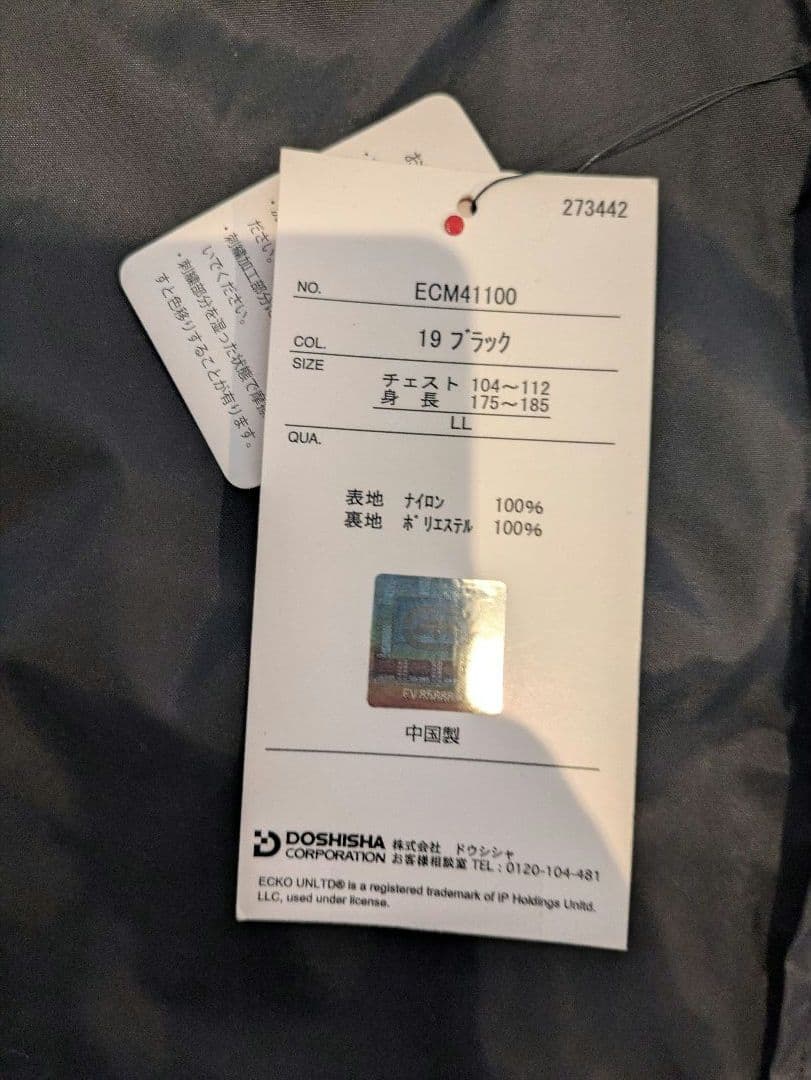 273442
NO. ECM41100
COL. 19 ブラック
SIZE
チェスト 104～112
身 長 175～185
LL
QUA.
表地 ナイロン 100%
裏地 ポリエステル 100%
中国製
DOSHISHA CORPORATION
株式会社 ドウシシャ
お客様相談室 TEL：0120-104-481
ECKO UNLTD® is a registered trademark of IP Holdings Unltd.
LLC, used under license.
ださい。
・刺繍加工部分に
いでください。
・刺繍部分を湿った状態で摩擦
すと色移りすることが有ります。